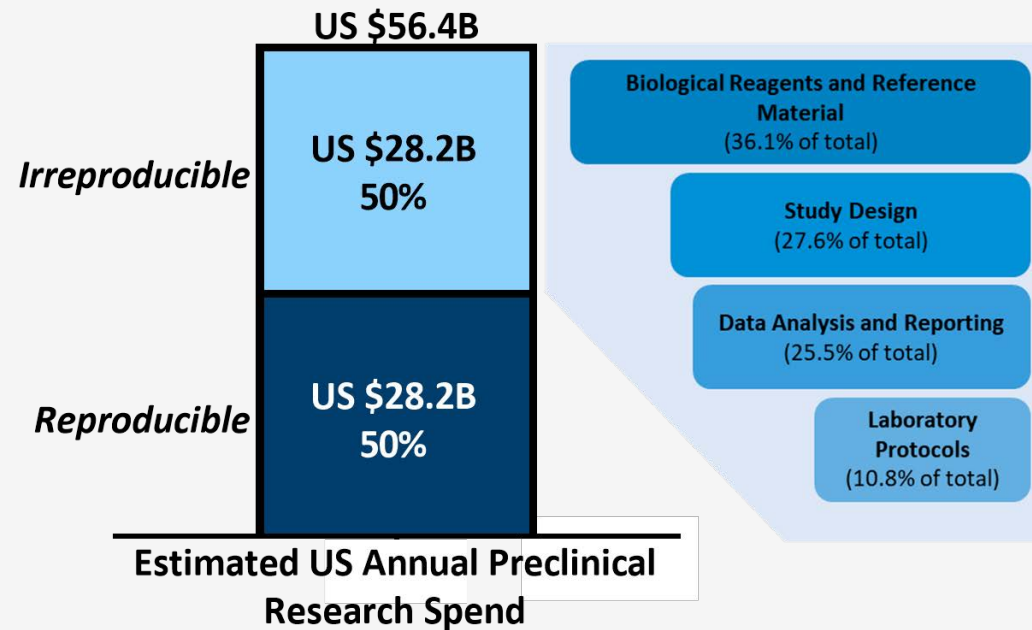 US $56.4B
Irreproducible
US $28.2B
50%
Reproducible
US $28.2B
50%
Estimated US Annual Preclinical
Research Spend
Biological Reagents and Reference
Material
(36.1% of total)
Study Design
(27.6% of total)
Data Analysis and Reporting
(25.5% of total)
Laboratory
Protocols
(10.8% of total)